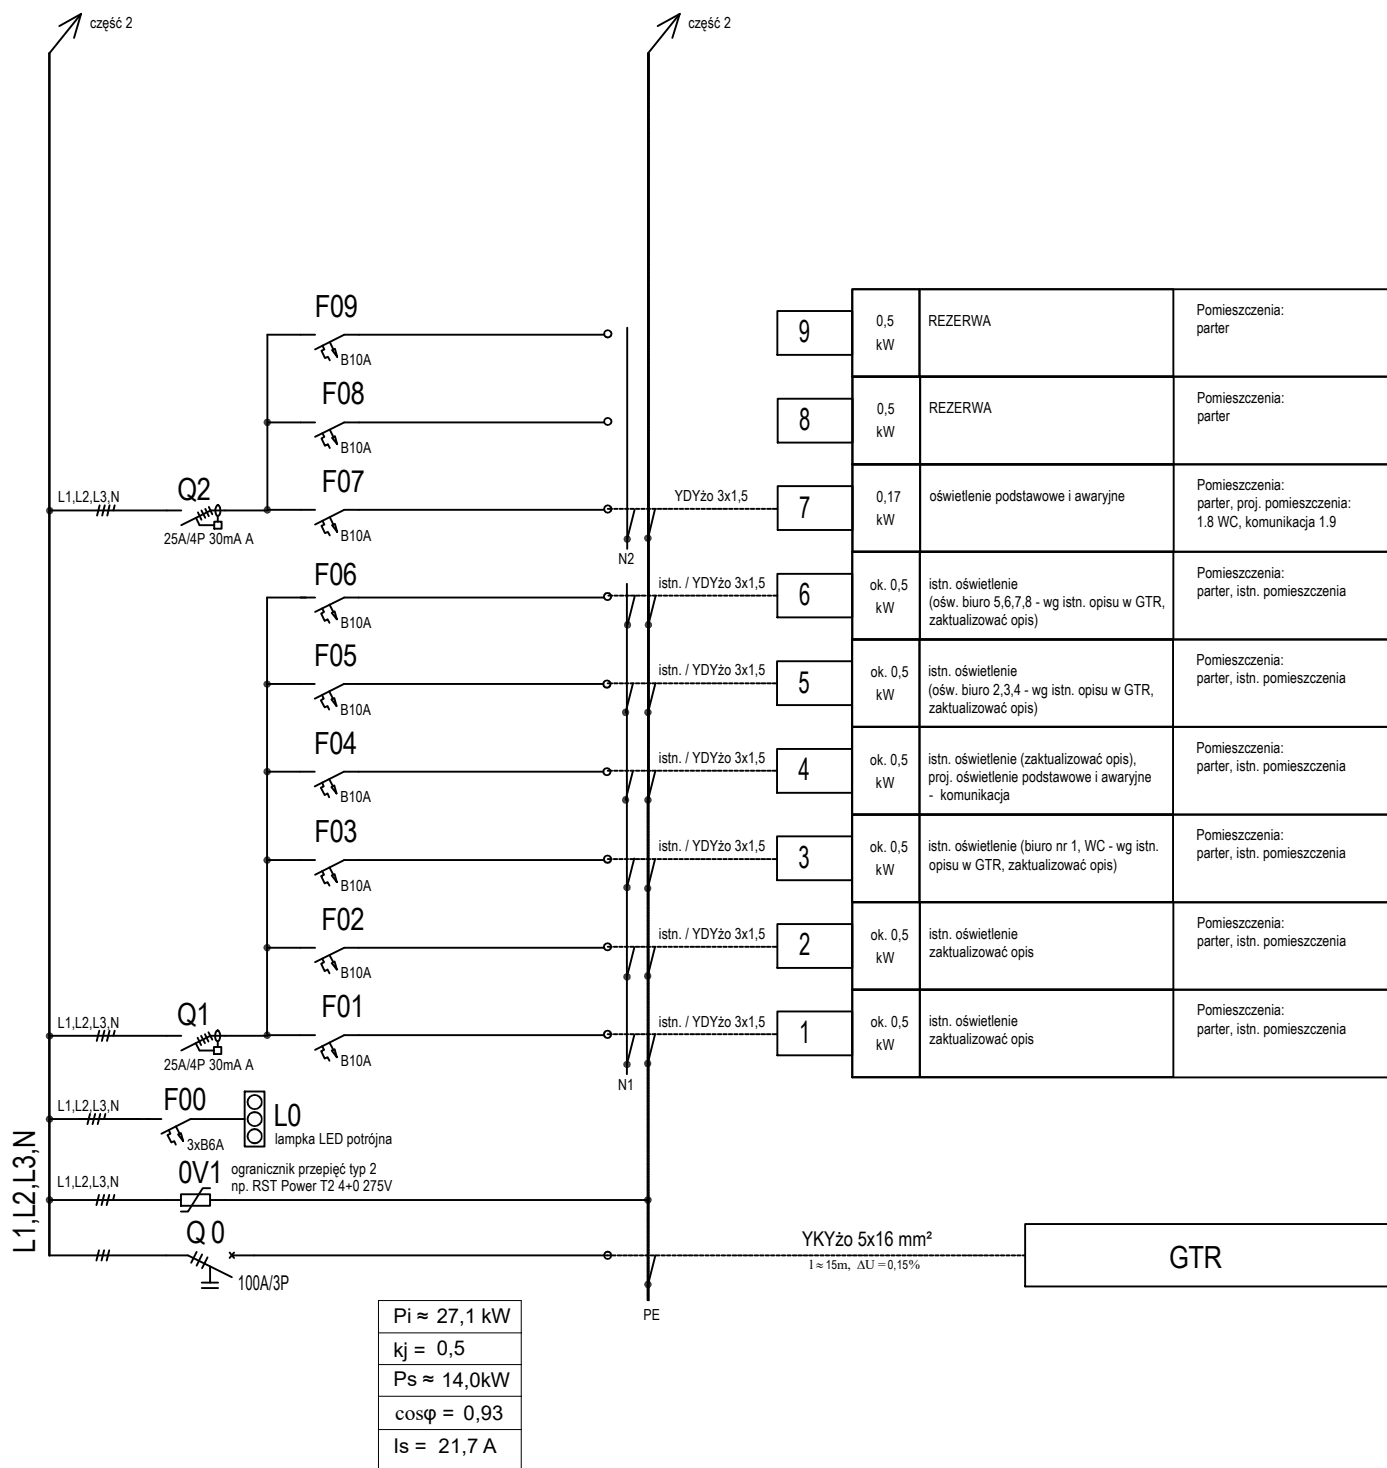 część 2
część 2
F09
B10A
9
0,5
kW
REZERWA
Pomieszczenia:
parter
F08
B10A
8
0,5
kW
REZERWA
Pomieszczenia:
parter
L1,L2,L3,N
Q2
25A/4P 30mA A
F07
B10A
N2
YDYżo 3x1,5
7
0,17
kW
oświetlenie podstawowe i awaryjne
Pomieszczenia:
parter, proj. pomieszczenia:
1.8 WC, komunikacja 1.9
F06
B10A
istn. / YDYżo 3x1,5
6
ok. 0,5
kW
istn. oświetlenie
(ośw. biuro 5,6,7,8 - wg istn. opisu w GTR,
zaktualizować opis)
Pomieszczenia:
parter, istn. pomieszczenia
F05
B10A
istn. / YDYżo 3x1,5
5
ok. 0,5
kW
istn. oświetlenie
(ośw. biuro 2,3,4 - wg istn. opisu w GTR,
zaktualizować opis)
Pomieszczenia:
parter, istn. pomieszczenia
F04
B10A
istn. / YDYżo 3x1,5
4
ok. 0,5
kW
istn. oświetlenie (zaktualizować opis),
proj. oświetlenie podstawowe i awaryjne
- komunikacja
Pomieszczenia:
parter, istn. pomieszczenia
F03
B10A
istn. / YDYżo 3x1,5
3
ok. 0,5
kW
istn. oświetlenie (biuro nr 1, WC - wg istn.
opisu w GTR, zaktualizować opis)
Pomieszczenia:
parter, istn. pomieszczenia
F02
B10A
istn. / YDYżo 3x1,5
2
ok. 0,5
kW
istn. oświetlenie
zaktualizować opis
Pomieszczenia:
parter, istn. pomieszczenia
L1,L2,L3,N
Q1
25A/4P 30mA A
F01
B10A
N1
istn. / YDYżo 3x1,5
1
ok. 0,5
kW
istn. oświetlenie
zaktualizować opis
Pomieszczenia:
parter, istn. pomieszczenia
L1,L2,L3,N
F00
3xB6A
L0
lampka LED potrójna
L1,L2,L3,N
0V1
ogranicznik przepięć typ 2
np. RST Power T2 4+0 275V
L1,L2,L3,N
Q0
100A/3P
YKYżo 5x16 mm²
l ≈ 15m, ΔU = 0,15%
GTR
PE
Pi ≈ 27,1 kW
kj = 0,5
Ps ≈ 14,0kW
cosφ = 0,93
Is = 21,7 A